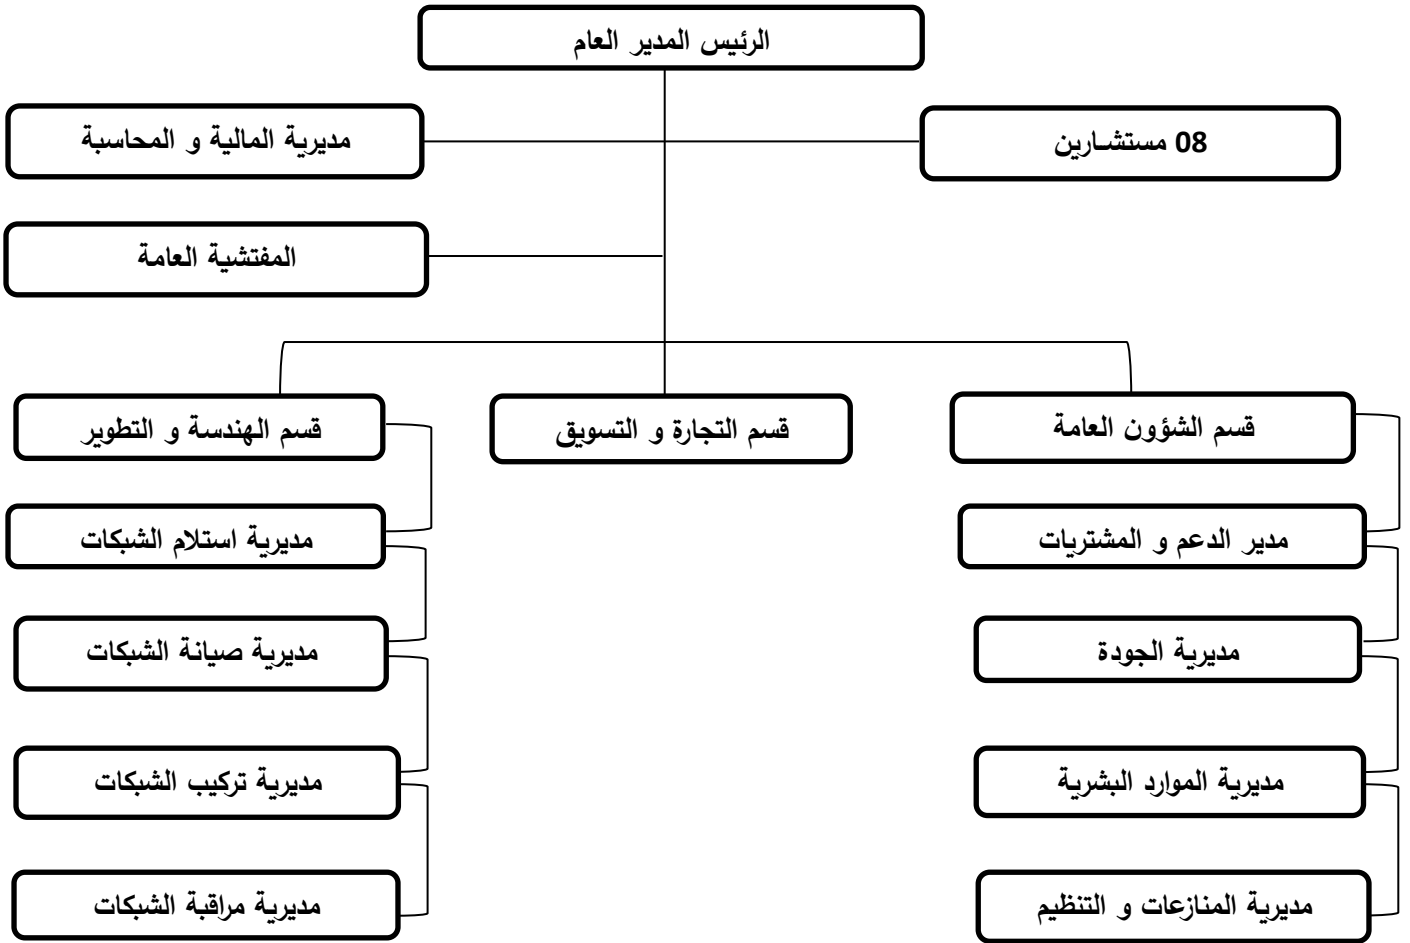 الرئيس المدير العام
08 مستشـارين
مديرية المالية و المحاسبة
المفتشية العامة
قسم الشؤون العامة
قسم التجارة و التسويق
قسم الهندسة و التطوير
مدير الدعم و المشتريات
مديرية استلام الشبكات
مديرية الجودة
مديرية صيانة الشبكات
مديرية الموارد البشرية
مديرية تركيب الشبكات
مديرية المنازعات و التنظيم
مديرية مراقبة الشبكات